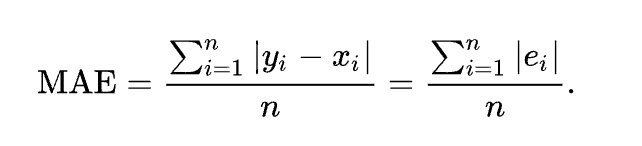 MAE = \frac{\sum_{i=1}^{n} |y_i - x_i|}{n} = \frac{\sum_{i=1}^{n} |e_i|}{n}.